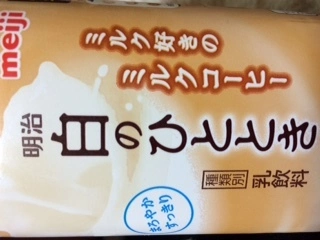 meiji
ミルク好きの
ミルクコーヒー
明治
白のひととき
種類別 乳飲料
まろやか
すっきり